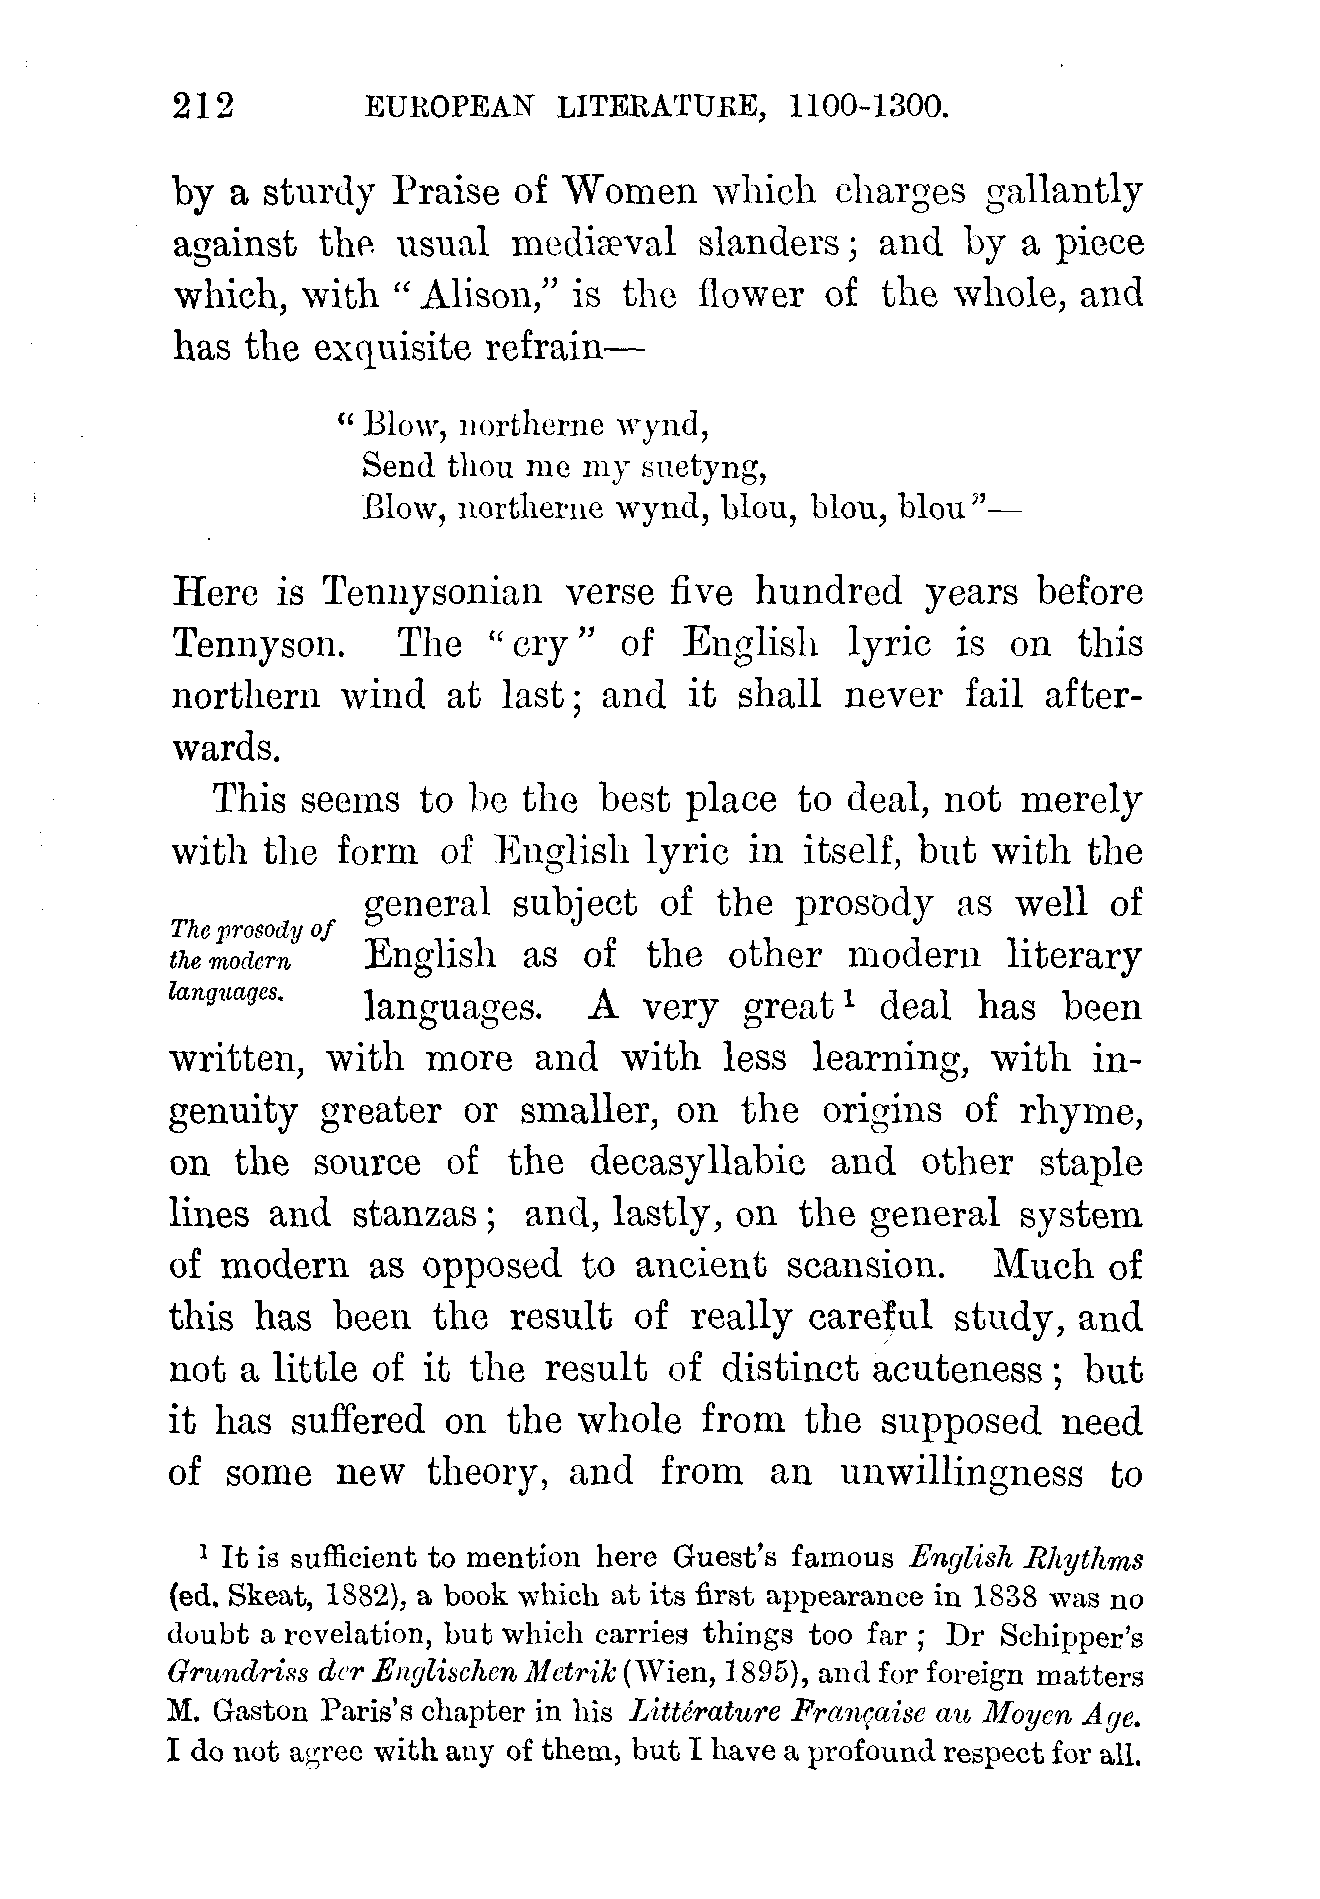 212 EUROPEAN LITERATURE, 1100-1300.
by a sturdy Praise of Women which charges gallantly
against the usual mediæval slanders; and by a piece
which, with “Alison,” is the flower of the whole, and
has the exquisite refrain—
“Blow, northerne wynd,
Send thou me my suetyng,
Blow, northerne wynd, blou, blou, blou”—
Here is Tennysonian verse five hundred years before
Tennyson. The “cry” of English lyric is on this
northern wind at last; and it shall never fail after-
wards.
This seems to be the best place to deal, not merely
with the form of English lyric in itself, but with the
The prosody of
the modern
languages.
general subject of the prosody as well of
English as of the other modern literary
languages. A very great¹ deal has been
written, with more and with less learning, with in-
genuity greater or smaller, on the origins of rhyme,
on the source of the decasyllabic and other staple
lines and stanzas; and, lastly, on the general system
of modern as opposed to ancient scansion. Much of
this has been the result of really careful study, and
not a little of it the result of distinct acuteness; but
it has suffered on the whole from the supposed need
of some new theory, and from an unwillingness to
¹ It is sufficient to mention here Guest's famous English Rhythms
(ed. Skeat, 1882), a book which at its first appearance in 1838 was no
doubt a revelation, but which carries things too far; Dr Schipper's
Grundriss der Englischen Metrik (Wien, 1895), and for foreign matters
M. Gaston Paris's chapter in his Littérature Française au Moyen Age.
I do not agree with any of them, but I have a profound respect for all.